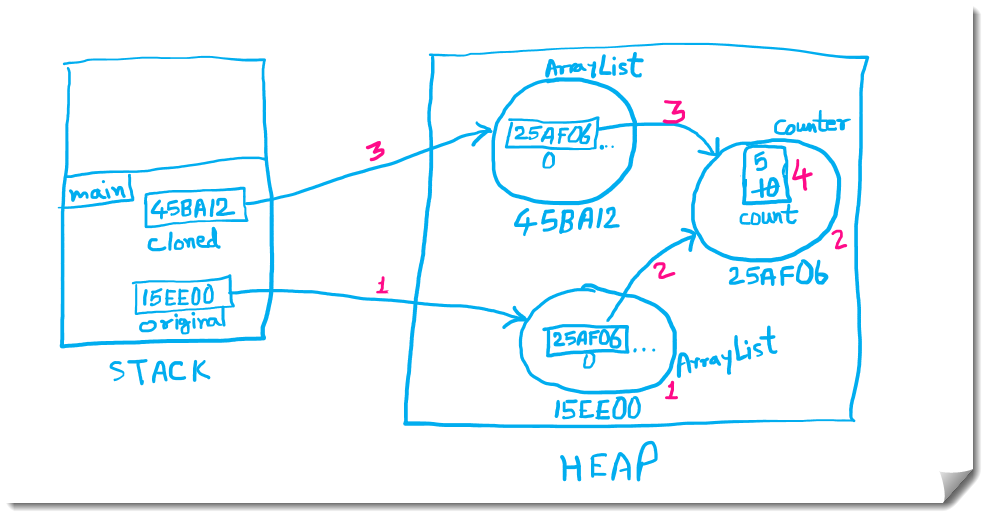 main
45BA12
cloned
15EE00
original
STACK
3
1
ArrayList
25AF06 ...
0
45BA12
3
counter
5
10
4
count
2
25AF06
2
25AF06 ...
0
ArrayList
1
15EE00
HEAP